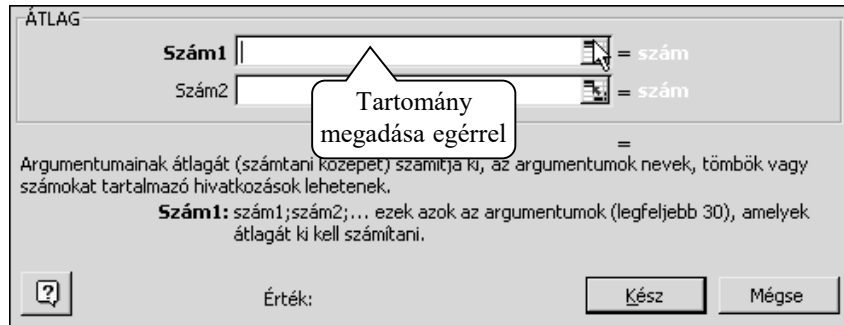 ÁTLAG
Szám1 = szám
Szám2 = szám
Tartomány
megadása egérrel
=
Argumentumainak átlagát (számtani közepet) számítja ki, az argumentumok nevek, tömbök vagy
számokat tartalmazó hivatkozások lehetenek.
Szám1: szám1;szám2;... ezek azok az argumentumok (legfeljebb 30), amelyek
átlagát ki kell számítani.
?
Érték:
Kész
Mégse